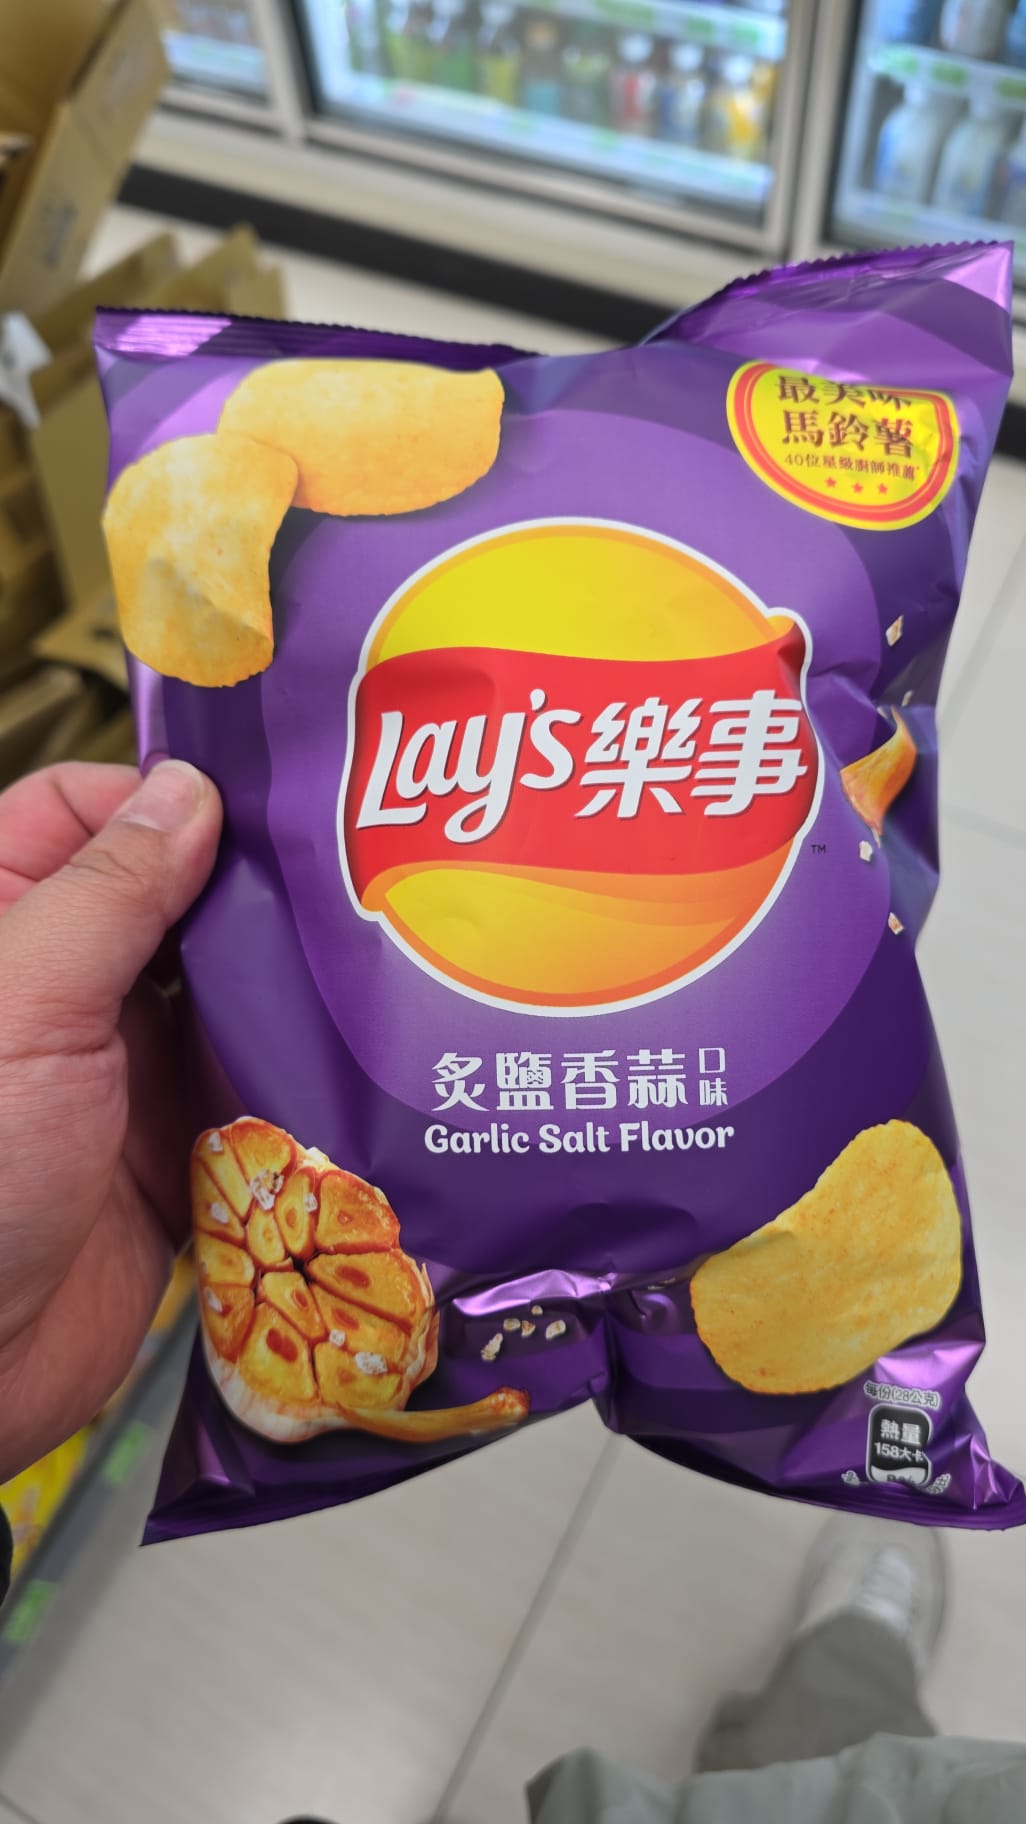 最美味
馬鈴薯
40位星級廚師推薦*
Lay's樂事
TM
炙鹽香蒜口味
Garlic Salt Flavor
每份(28公克)
熱量
158大卡